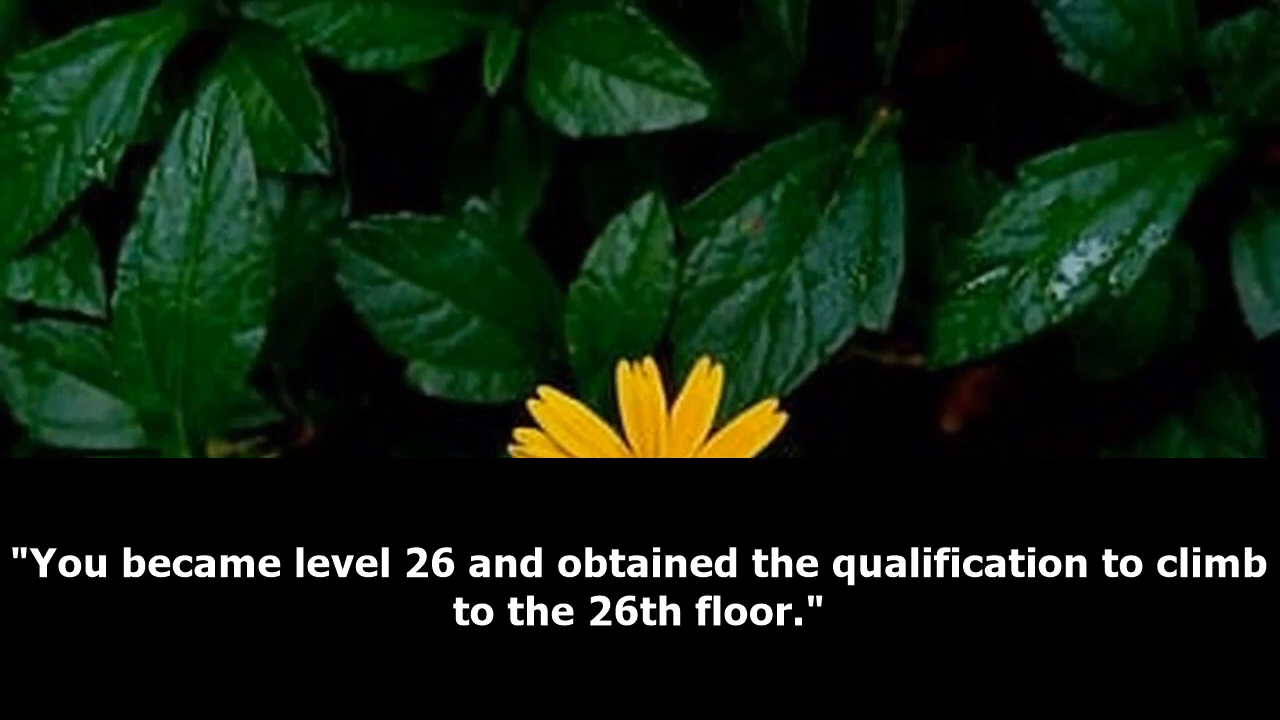 "You became level 26 and obtained the qualification to climb
to the 26th floor."